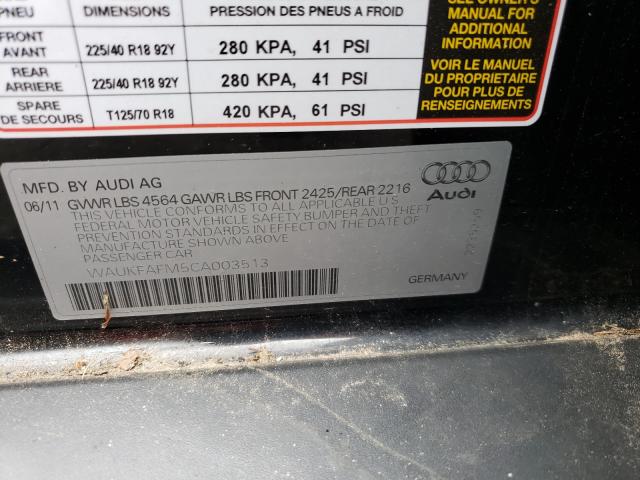 DIMENSIONS
PRESSION DES PNEUS A FROID
FRONT
AVANT
225/40 R18 92Y
280 KPA, 41 PSI
REAR
ARRIERE
225/40 R18 92Y
280 KPA, 41 PSI
SPARE
DE SECOURS
T125/70 R18
420 KPA, 61 PSI
SEE OWNER'S
MANUAL FOR
ADDITIONAL
INFORMATION
VOIR LE MANUEL
DU PROPRIETAIRE
POUR PLUS DE
RENSEIGNEMENTS
MFD. BY AUDI AG
06/11 GVWR LBS 4564 GAWR LBS FRONT 2425/REAR 2216
THIS VEHICLE CONFORMS TO ALL APPLICABLE U S
FEDERAL MOTOR VEHICLE SAFETY BUMPER AND THEFT
PREVENTION STANDARDS IN EFFECT ON THE DATE OF MANUFACTURE
PASSENGER CAR
WAUKFAFM5CA003513
Audi
GERMANY